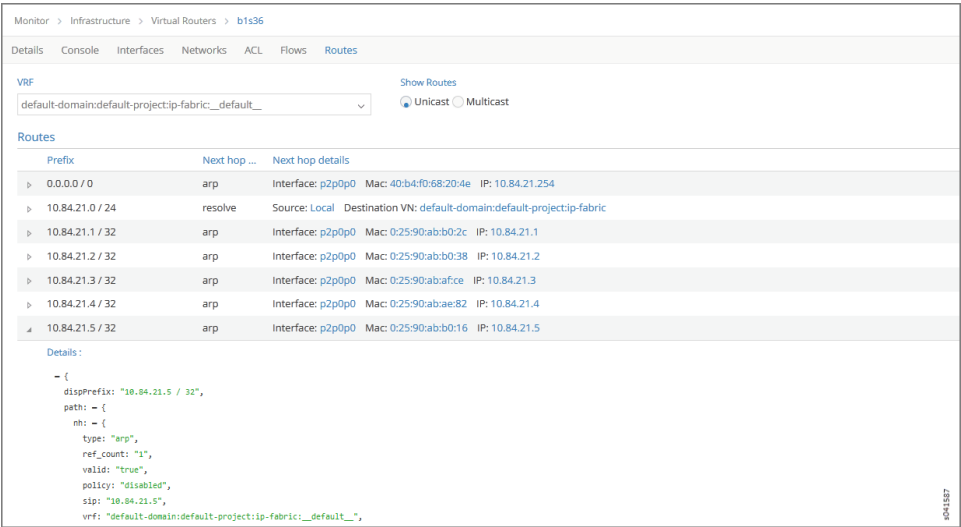 Monitor > Infrastructure > Virtual Routers > b1s36
Details Console Interfaces Networks ACL Flows Routes
VRF Show Routes
default-domain:default-project:ip-fabric:__default__ Unicast Multicast
Routes
Prefix Next hop ... Next hop details
0.0.0.0 / 0 arp Interface: p2p0p0 Mac: 40:b4:f0:68:20:4e IP: 10.84.21.254
10.84.21.0 / 24 resolve Source: Local Destination VN: default-domain:default-project:ip-fabric
10.84.21.1 / 32 arp Interface: p2p0p0 Mac: 0:25:90:ab:b0:2c IP: 10.84.21.1
10.84.21.2 / 32 arp Interface: p2p0p0 Mac: 0:25:90:ab:b0:38 IP: 10.84.21.2
10.84.21.3 / 32 arp Interface: p2p0p0 Mac: 0:25:90:ab:af:ce IP: 10.84.21.3
10.84.21.4 / 32 arp Interface: p2p0p0 Mac: 0:25:90:ab:ae:82 IP: 10.84.21.4
10.84.21.5 / 32 arp Interface: p2p0p0 Mac: 0:25:90:ab:b0:16 IP: 10.84.21.5
Details :
– {
dispPrefix: "10.84.21.5 / 32",
path: – {
nh: – {
type: "arp",
ref_count: "1",
valid: "true",
policy: "disabled",
sip: "10.84.21.5",
vrf: "default-domain:default-project:ip-fabric:__default__",
s041587